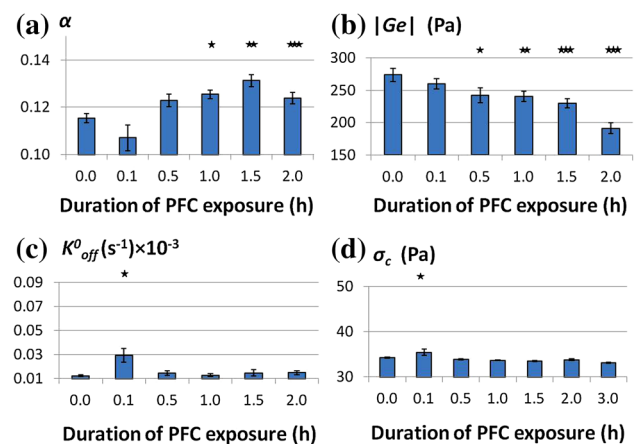 (a) α
★ ★★ ★★★
0.14
0.12
0.10
0.0 0.1 0.5 1.0 1.5 2.0
Duration of PFC exposure (h)
(b) |Ge| (Pa)
★ ★★ ★★★ ★★★
300
250
200
150
0.0 0.1 0.5 1.0 1.5 2.0
Duration of PFC exposure (h)
(c) K⁰off (s⁻¹)×10⁻³
★
0.09
0.07
0.05
0.03
0.01
0.0 0.1 0.5 1.0 1.5 2.0
Duration of PFC exposure (h)
(d) σc (Pa)
★
50
40
30
0.0 0.1 0.5 1.0 1.5 2.0 3.0
Duration of PFC exposure (h)